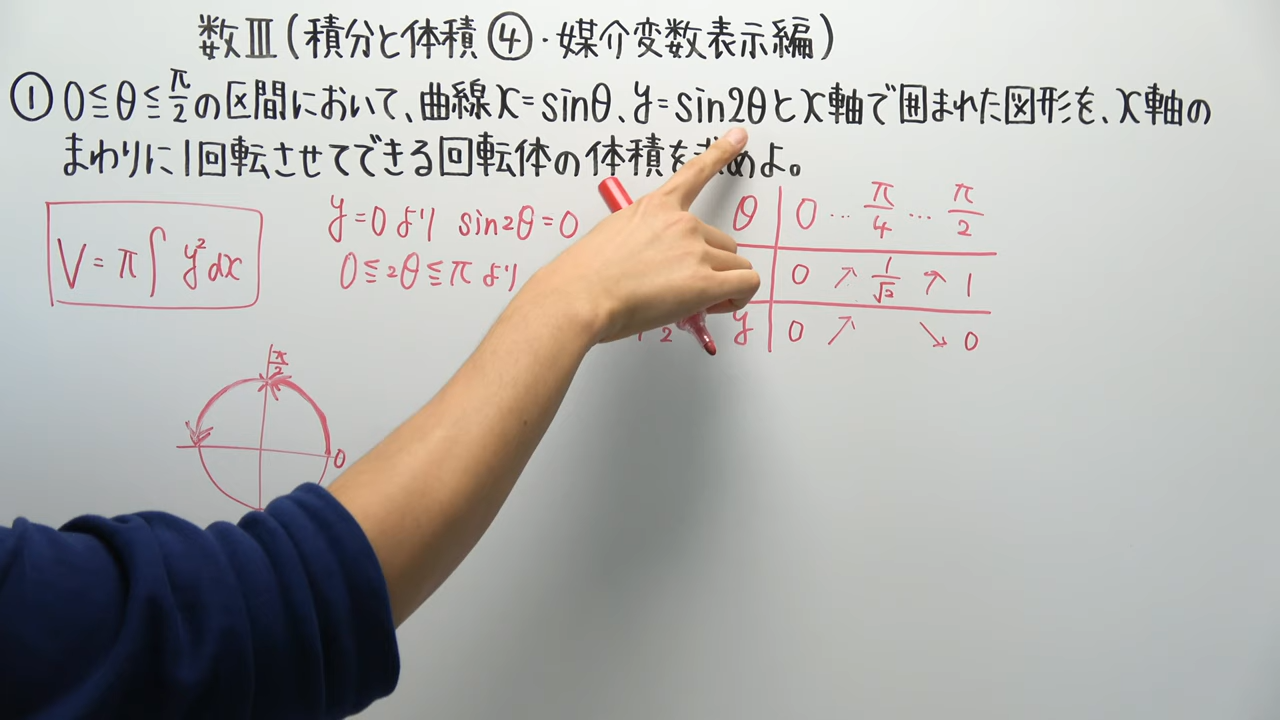 数Ⅲ(積分と体積④・媒介変数表示編)
① 0≦θ≦π/2の区間において、曲線x=sinθ、y=sin2θとx軸で囲まれた図形を、x軸の
まわりに1回転させてできる回転体の体積を求めよ。
V=π∫y²dx
y=0より sin2θ=0
0≦2θ≦πより
2
θ 0 … π/4 … π/2
0 ↗ 1/√2 ↗ 1
y 0 ↗ ↘ 0
π/2
0